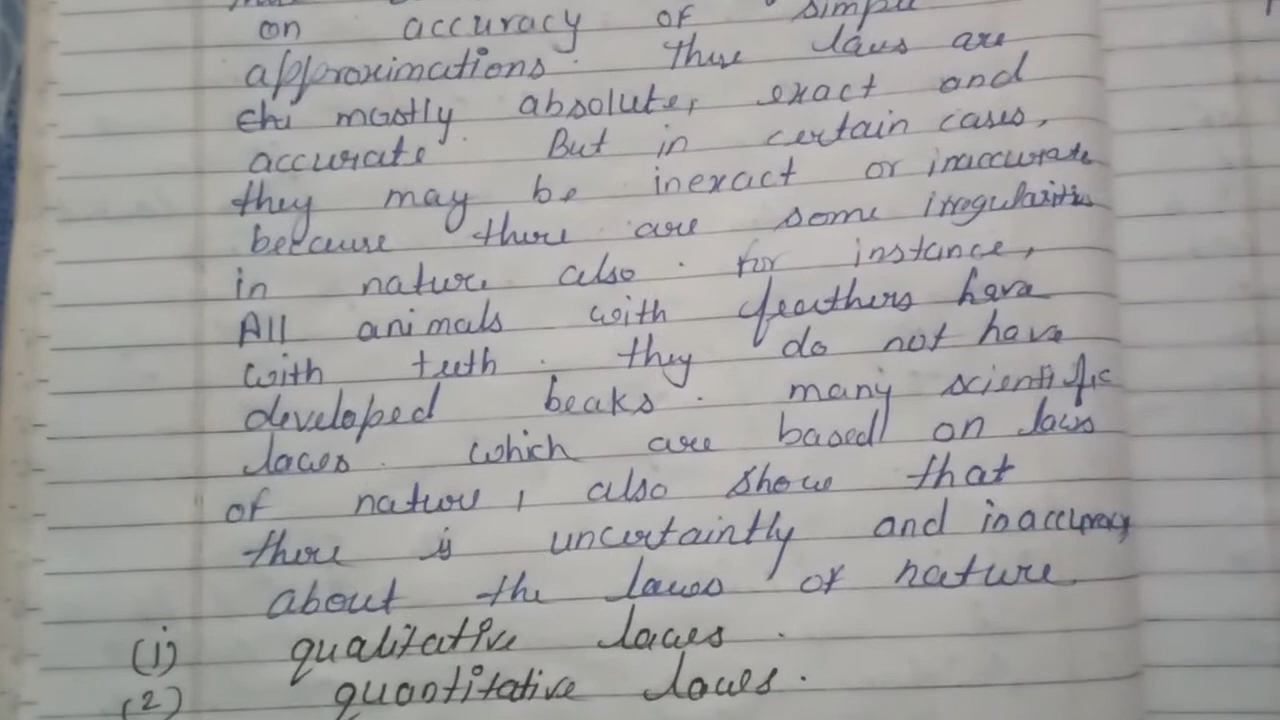 on accuracy of simple
approximations. These laws are
mostly absolute, exact and
accurate. But in certain cases,
they may be inexact or inaccurate
because there are some irregularities
in nature also. for instance,
All animals with feathers have
with teeth. they do not have
developed beaks. many scientific
laws. which are based on laws
of nature, also show that
there is uncertaintly and inaccuracy
about the laws of nature
(i) qualitative laws.
(2) quantitative laws.